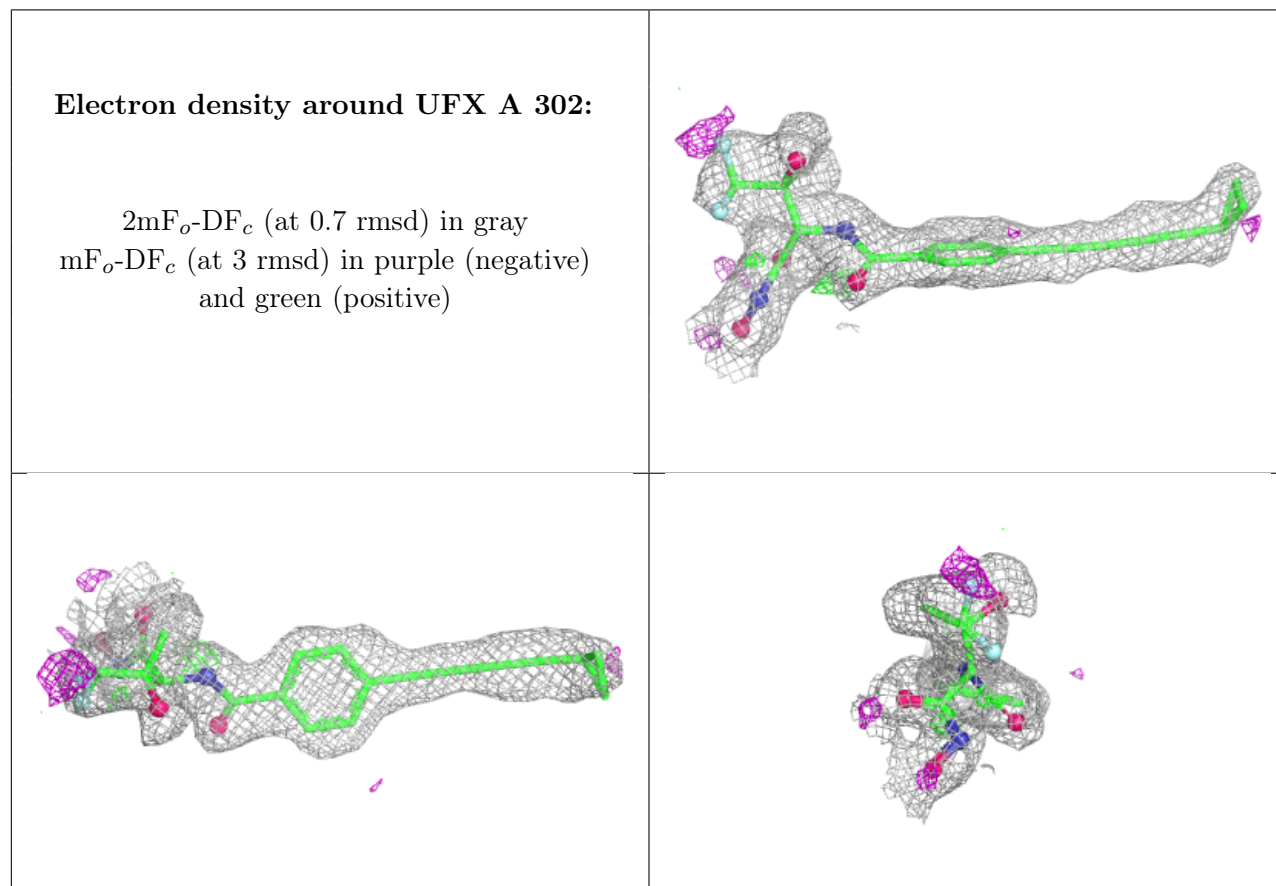 Electron density around UFX A 302:
2mFo-DFc (at 0.7 rmsd) in gray
mFo-DFc (at 3 rmsd) in purple (negative)
and green (positive)